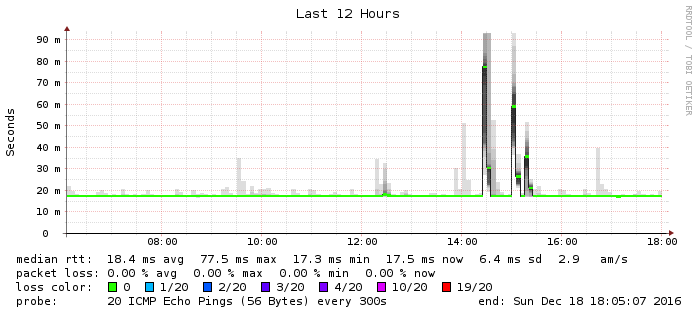 Last 12 Hours
RRDTOOL / TOBI OETIKER
Seconds
90 m
80 m
70 m
60 m
50 m
40 m
30 m
20 m
10 m
0
08:00 10:00 12:00 14:00 16:00 18:00
median rtt: 18.4 ms avg 77.5 ms max 17.3 ms min 17.5 ms now 6.4 ms sd 2.9 am/s
packet loss: 0.00 % avg 0.00 % max 0.00 % min 0.00 % now
loss color: 0 1/20 2/20 3/20 4/20 10/20 19/20
probe: 20 ICMP Echo Pings (56 Bytes) every 300s end: Sun Dec 18 18:05:07 2016